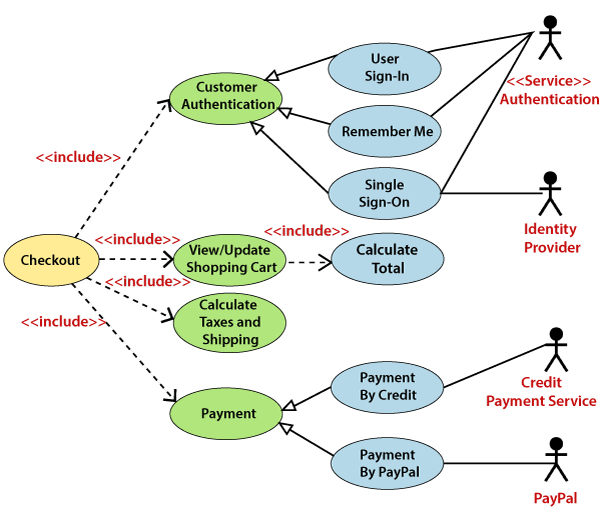 User
Sign-In
<<Service>>
Authentication
Customer
Authentication
Remember Me
<<include>>
Single
Sign-On
Identity
Provider
<<include>>
<<include>>
View/Update
Shopping Cart
Calculate
Total
Checkout
<<include>>
Calculate
Taxes and
Shipping
<<include>>
Payment
By Credit
Credit
Payment Service
Payment
Payment
By PayPal
PayPal